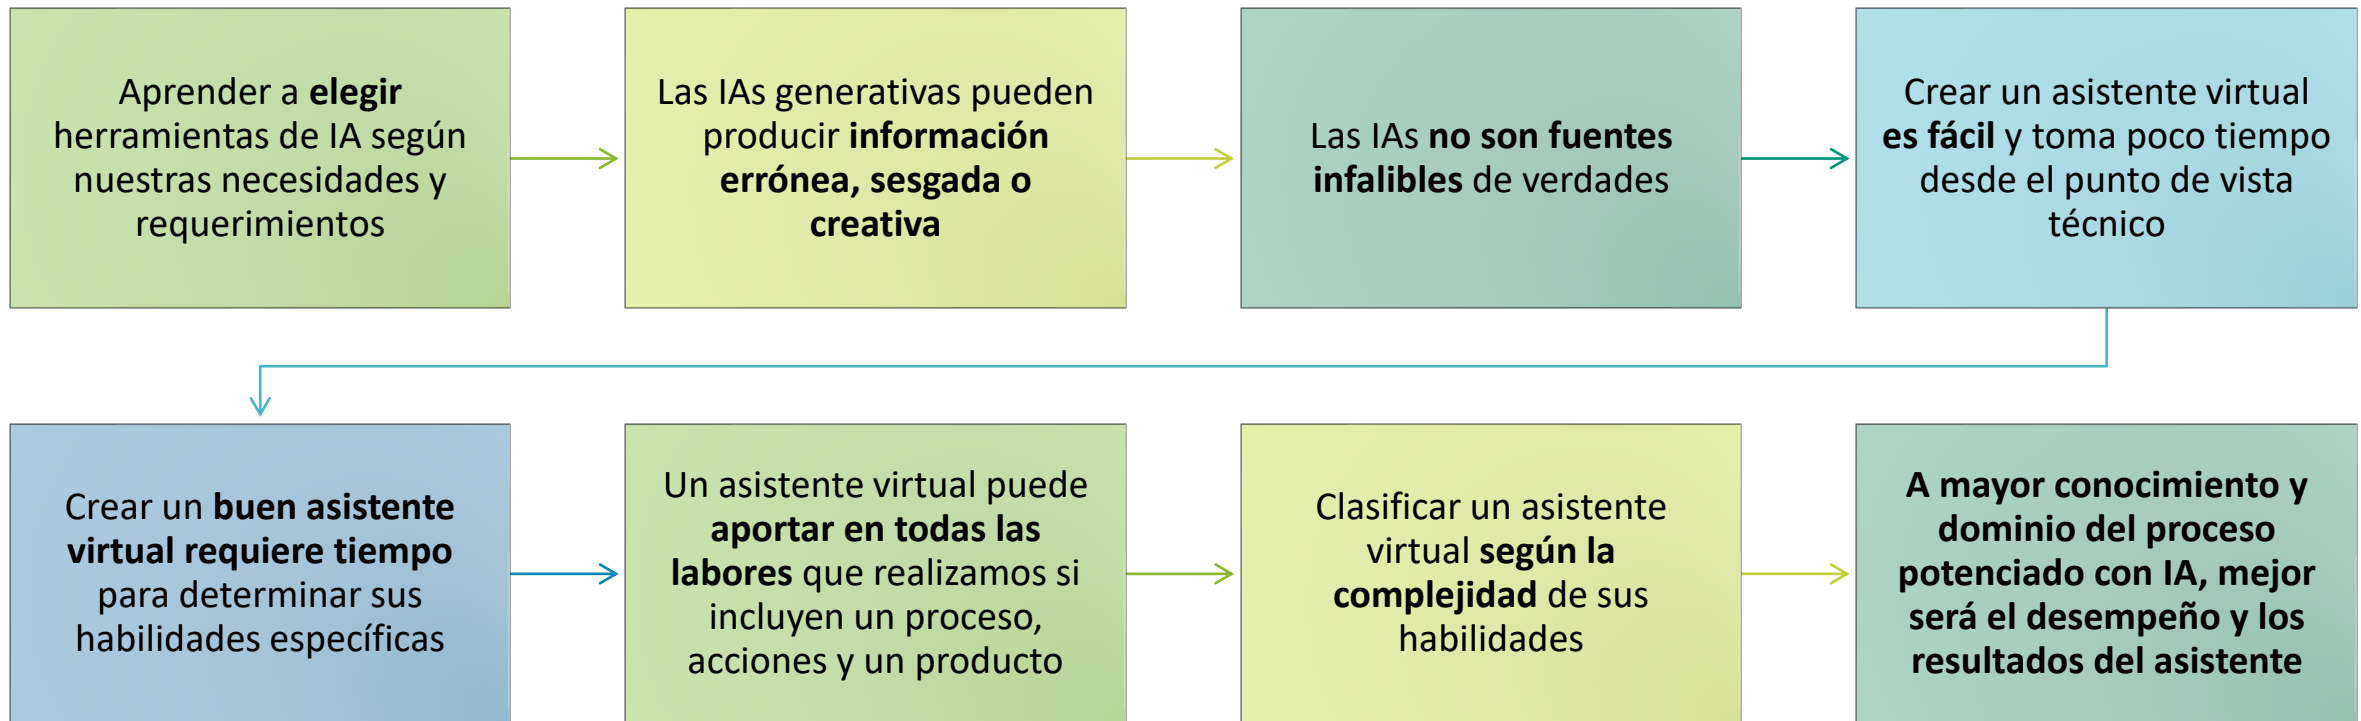 Aprender a elegir
herramientas de IA según
nuestras necesidades y
requerimientos
Las IAs generativas pueden
producir información
errónea, sesgada o
creativa
Las IAs no son fuentes
infalibles de verdades
Crear un asistente virtual
es fácil y toma poco tiempo
desde el punto de vista
técnico
Crear un buen asistente
virtual requiere tiempo
para determinar sus
habilidades específicas
Un asistente virtual puede
aportar en todas las
labores que realizamos si
incluyen un proceso,
acciones y un producto
Clasificar un asistente
virtual según la
complejidad de sus
habilidades
A mayor conocimiento y
dominio del proceso
potenciado con IA, mejor
será el desempeño y los
resultados del asistente